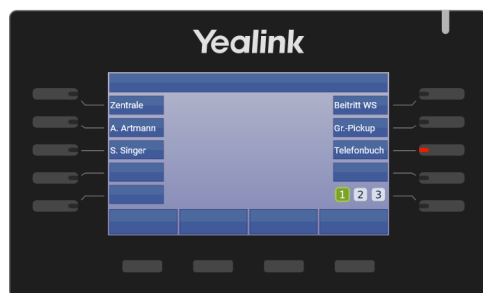 Yealink
Zentrale
Beitritt WS
A. Artmann
Gr.-Pickup
S. Singer
Telefonbuch
1 2 3